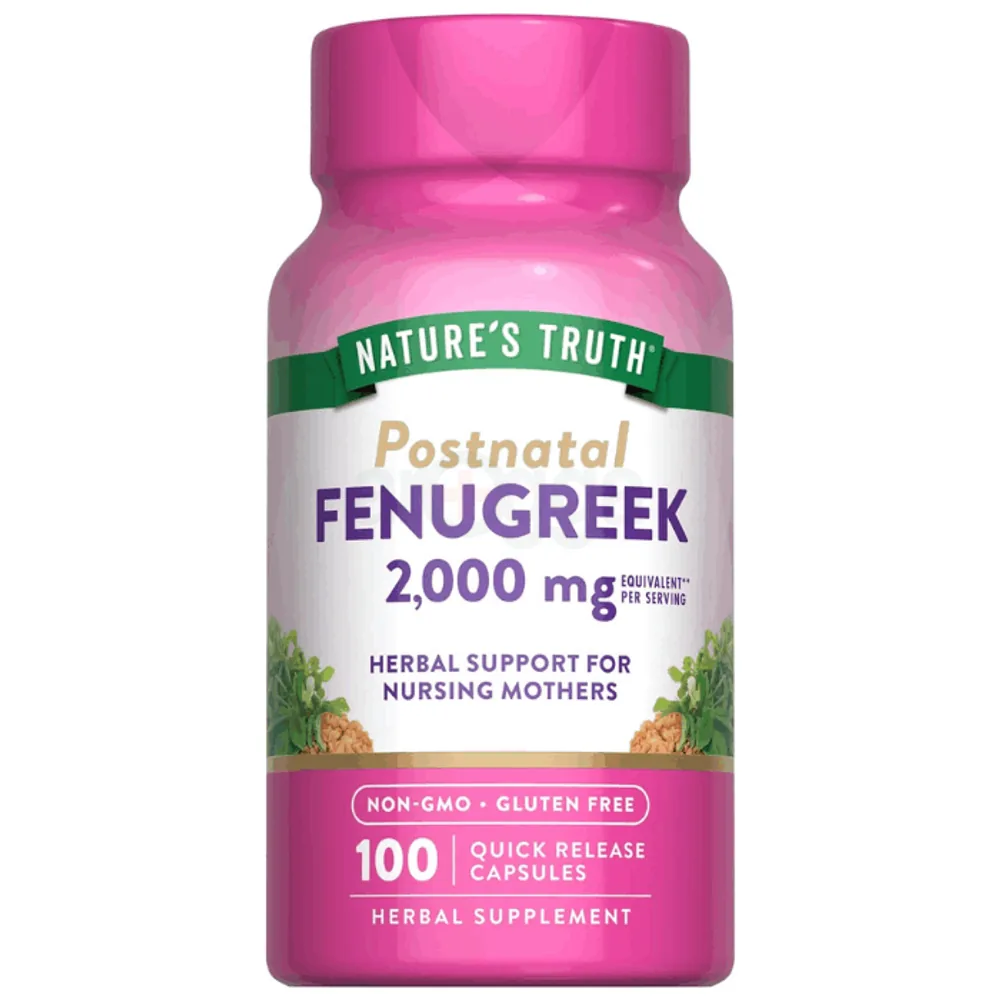 NATURE'S TRUTH®
Postnatal
FENUGREEK
2,000 mg EQUIVALENT**
PER SERVING
HERBAL SUPPORT FOR
NURSING MOTHERS
NON-GMO • GLUTEN FREE
100 QUICK RELEASE
CAPSULES
HERBAL SUPPLEMENT